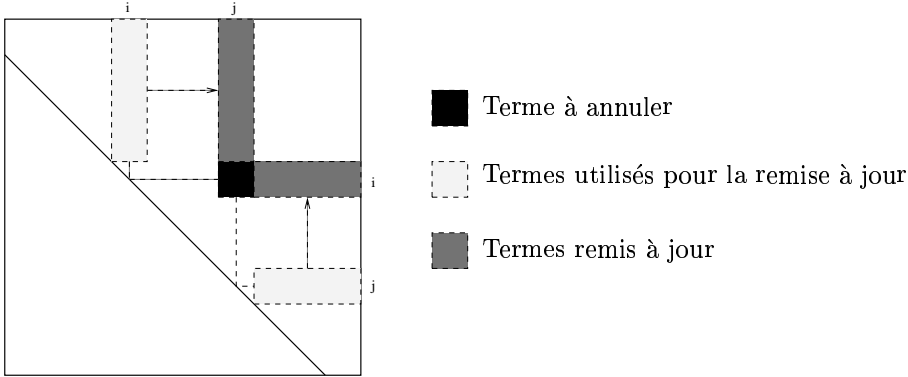 i
j
Terme à annuler
Termes utilisés pour la remise à jour
i
Termes remis à jour
j